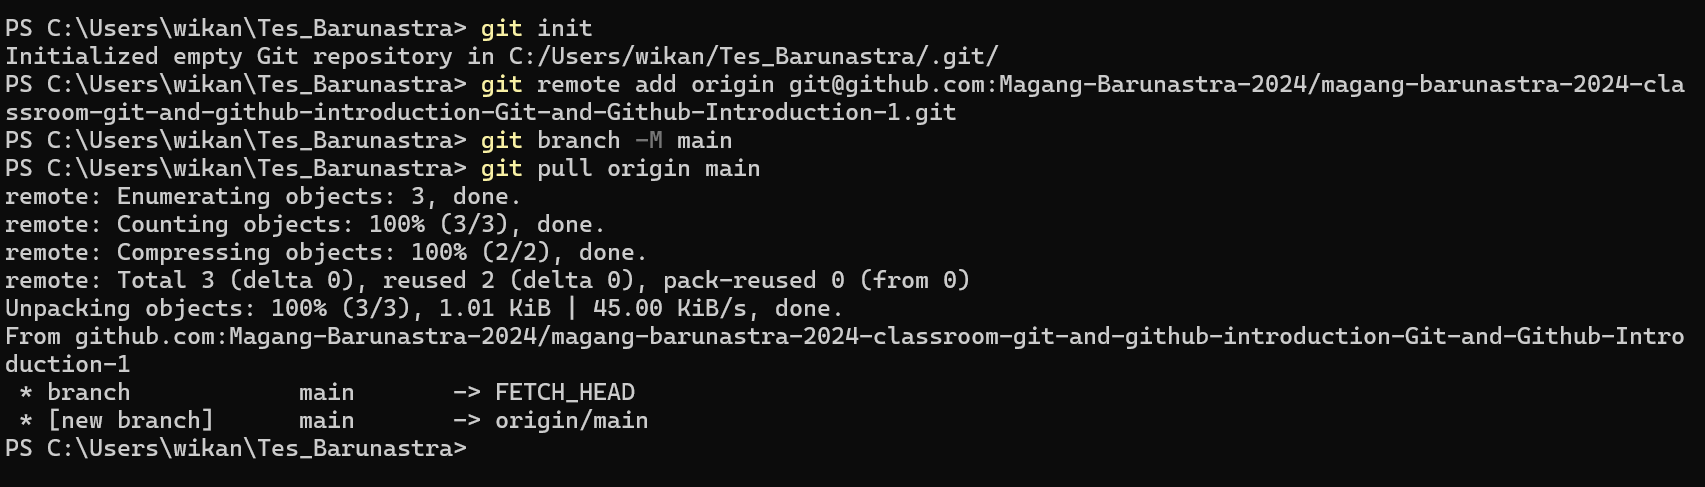 PS C:\Users\wikan\Tes_Barunastra> git init
Initialized empty Git repository in C:/Users/wikan/Tes_Barunastra/.git/
PS C:\Users\wikan\Tes_Barunastra> git remote add origin git@github.com:Magang-Barunastra-2024/magang-barunastra-2024-cla
ssroom-git-and-github-introduction-Git-and-Github-Introduction-1.git
PS C:\Users\wikan\Tes_Barunastra> git branch -M main
PS C:\Users\wikan\Tes_Barunastra> git pull origin main
remote: Enumerating objects: 3, done.
remote: Counting objects: 100% (3/3), done.
remote: Compressing objects: 100% (2/2), done.
remote: Total 3 (delta 0), reused 2 (delta 0), pack-reused 0 (from 0)
Unpacking objects: 100% (3/3), 1.01 KiB | 45.00 KiB/s, done.
From github.com:Magang-Barunastra-2024/magang-barunastra-2024-classroom-git-and-github-introduction-Git-and-Github-Intro
duction-1
 * branch            main       -> FETCH_HEAD
 * [new branch]      main       -> origin/main
PS C:\Users\wikan\Tes_Barunastra>